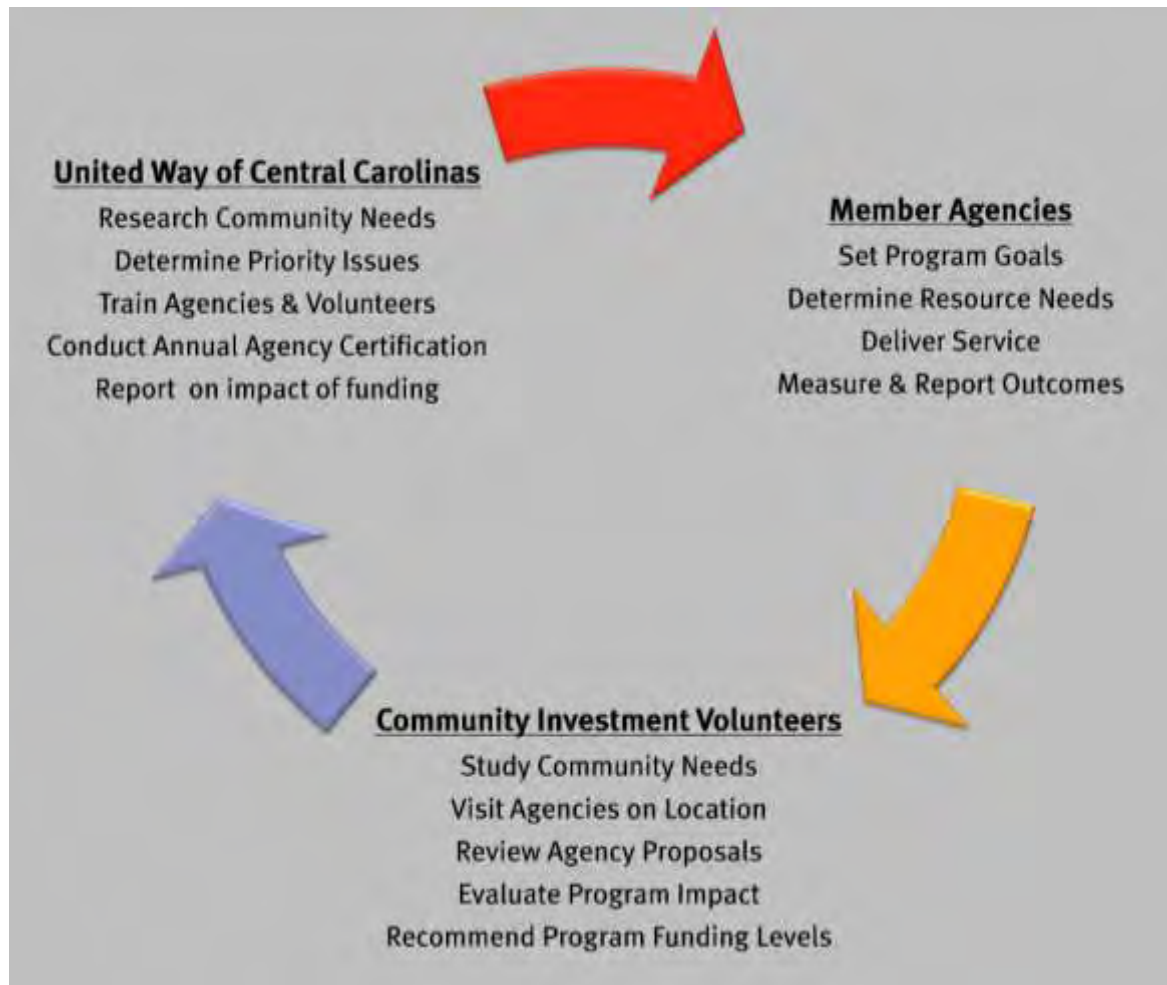 United Way of Central Carolinas
Research Community Needs
Determine Priority Issues
Train Agencies & Volunteers
Conduct Annual Agency Certification
Report on impact of funding
Member Agencies
Set Program Goals
Determine Resource Needs
Deliver Service
Measure & Report Outcomes
Community Investment Volunteers
Study Community Needs
Visit Agencies on Location
Review Agency Proposals
Evaluate Program Impact
Recommend Program Funding Levels